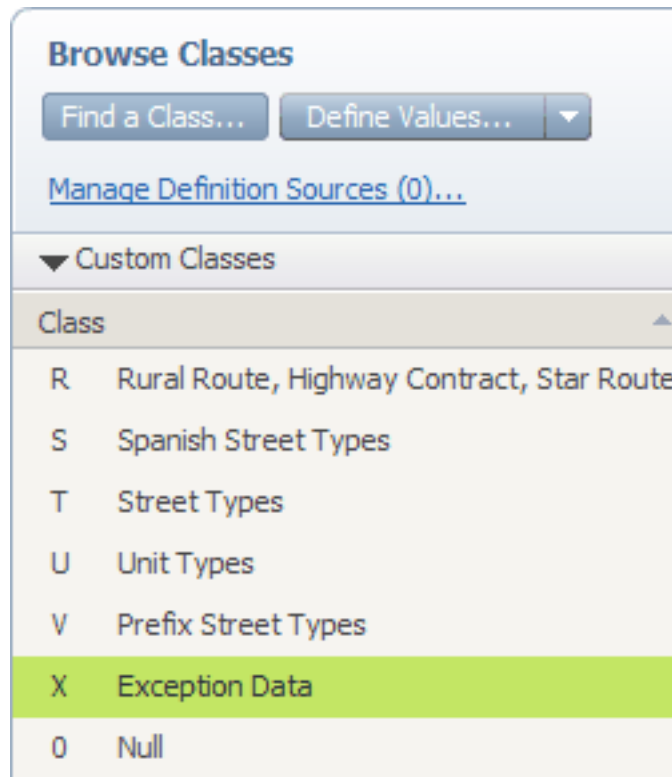 Browse Classes
Find a Class... Define Values...
Manage Definition Sources (0)...
Custom Classes
Class
R Rural Route, Highway Contract, Star Route
S Spanish Street Types
T Street Types
U Unit Types
V Prefix Street Types
X Exception Data
0 Null